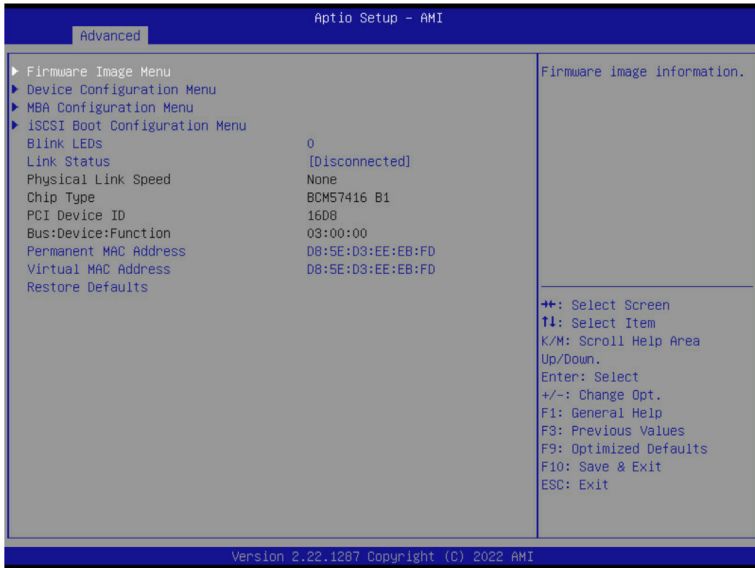 Aptio Setup - AMI
Advanced
Firmware Image Menu
Device Configuration Menu
MBA Configuration Menu
iSCSI Boot Configuration Menu
Blink LEDs 0
Link Status [Disconnected]
Physical Link Speed None
Chip Type BCM57416 B1
PCI Device ID 16D8
Bus:Device:Function 03:00:00
Permanent MAC Address D8:5E:D3:EE:EB:FD
Virtual MAC Address D8:5E:D3:EE:EB:FD
Restore Defaults
Firmware image information.
→←: Select Screen
↑↓: Select Item
K/M: Scroll Help Area
Up/Down.
Enter: Select
+/-: Change Opt.
F1: General Help
F3: Previous Values
F9: Optimized Defaults
F10: Save & Exit
ESC: Exit
Version 2.22.1287 Copyright (C) 2022 AMI